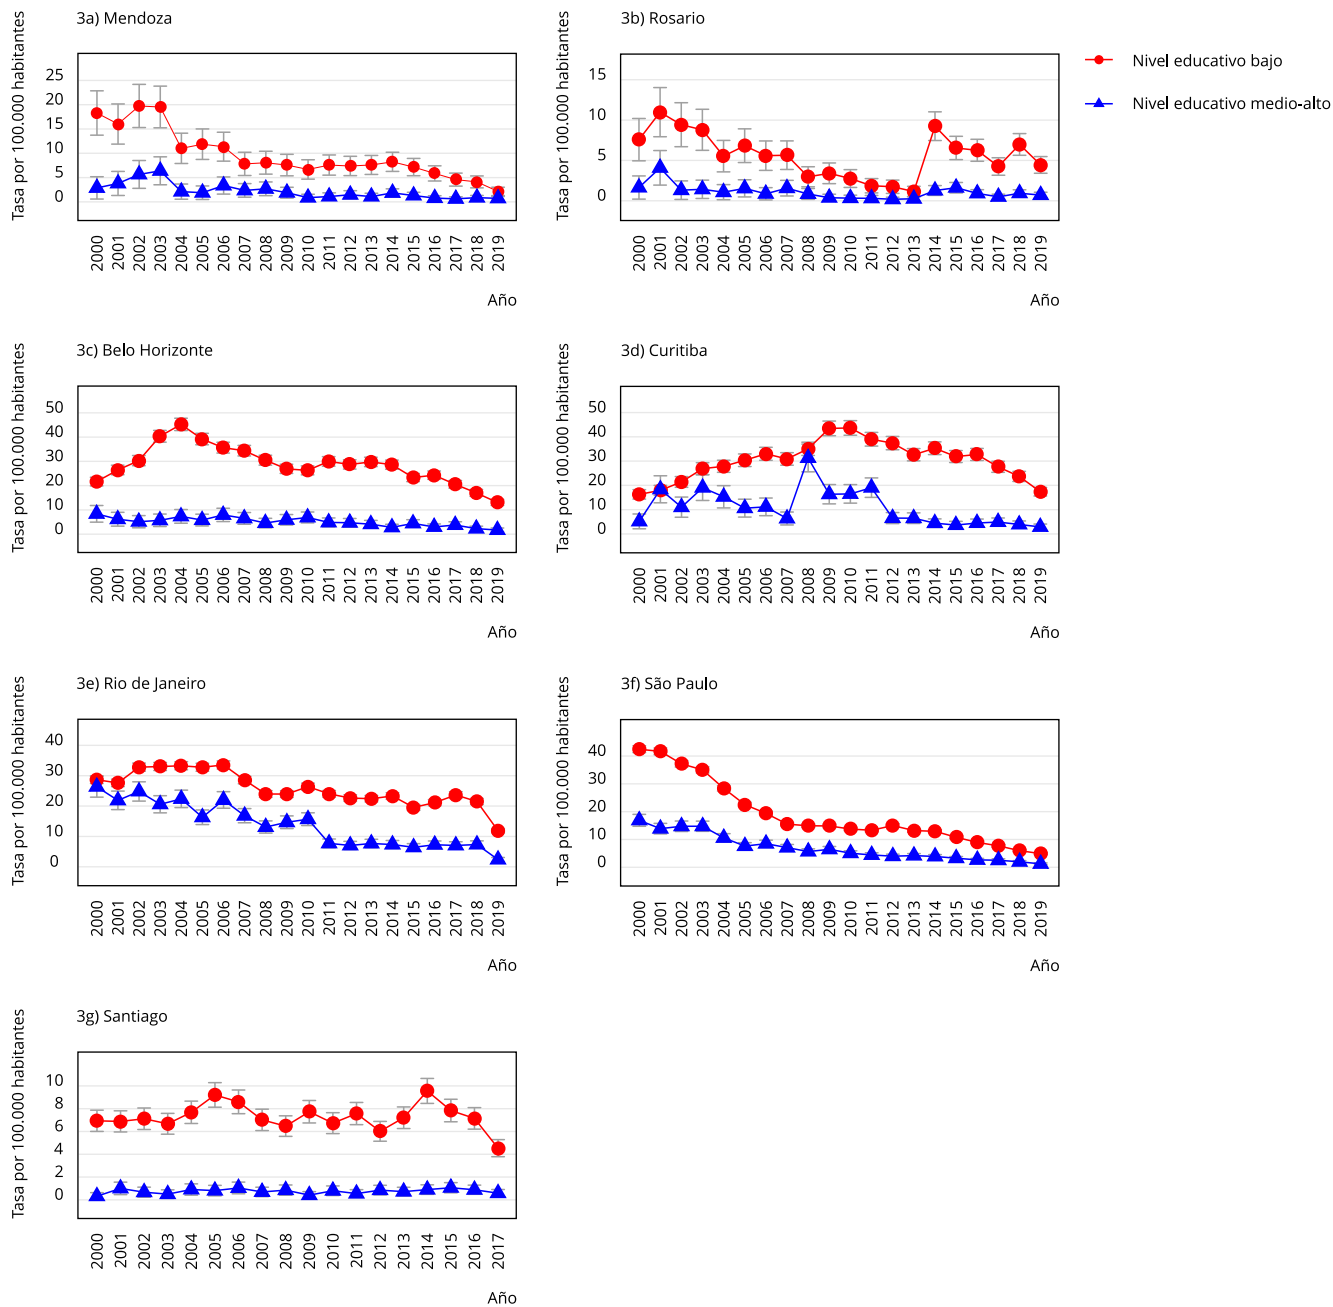 3a) Mendoza
Tasa por 100.000 habitantes
25
20
15
10
5
0
2000 2001 2002 2003 2004 2005 2006 2007 2008 2009 2010 2011 2012 2013 2014 2015 2016 2017 2018 2019
Año
3b) Rosario
Tasa por 100.000 habitantes
15
10
5
0
2000 2001 2002 2003 2004 2005 2006 2007 2008 2009 2010 2011 2012 2013 2014 2015 2016 2017 2018 2019
Año
Nivel educativo bajo
Nivel educativo medio-alto
3c) Belo Horizonte
Tasa por 100.000 habitantes
50
40
30
20
10
0
2000 2001 2002 2003 2004 2005 2006 2007 2008 2009 2010 2011 2012 2013 2014 2015 2016 2017 2018 2019
Año
3d) Curitiba
Tasa por 100.000 habitantes
50
40
30
20
10
0
2000 2001 2002 2003 2004 2005 2006 2007 2008 2009 2010 2011 2012 2013 2014 2015 2016 2017 2018 2019
Año
3e) Rio de Janeiro
Tasa por 100.000 habitantes
40
30
20
10
0
2000 2001 2002 2003 2004 2005 2006 2007 2008 2009 2010 2011 2012 2013 2014 2015 2016 2017 2018 2019
Año
3f) São Paulo
Tasa por 100.000 habitantes
40
30
20
10
0
2000 2001 2002 2003 2004 2005 2006 2007 2008 2009 2010 2011 2012 2013 2014 2015 2016 2017 2018 2019
Año
3g) Santiago
Tasa por 100.000 habitantes
10
8
6
4
2
0
2000 2001 2002 2003 2004 2005 2006 2007 2008 2009 2010 2011 2012 2013 2014 2015 2016 2017
Año